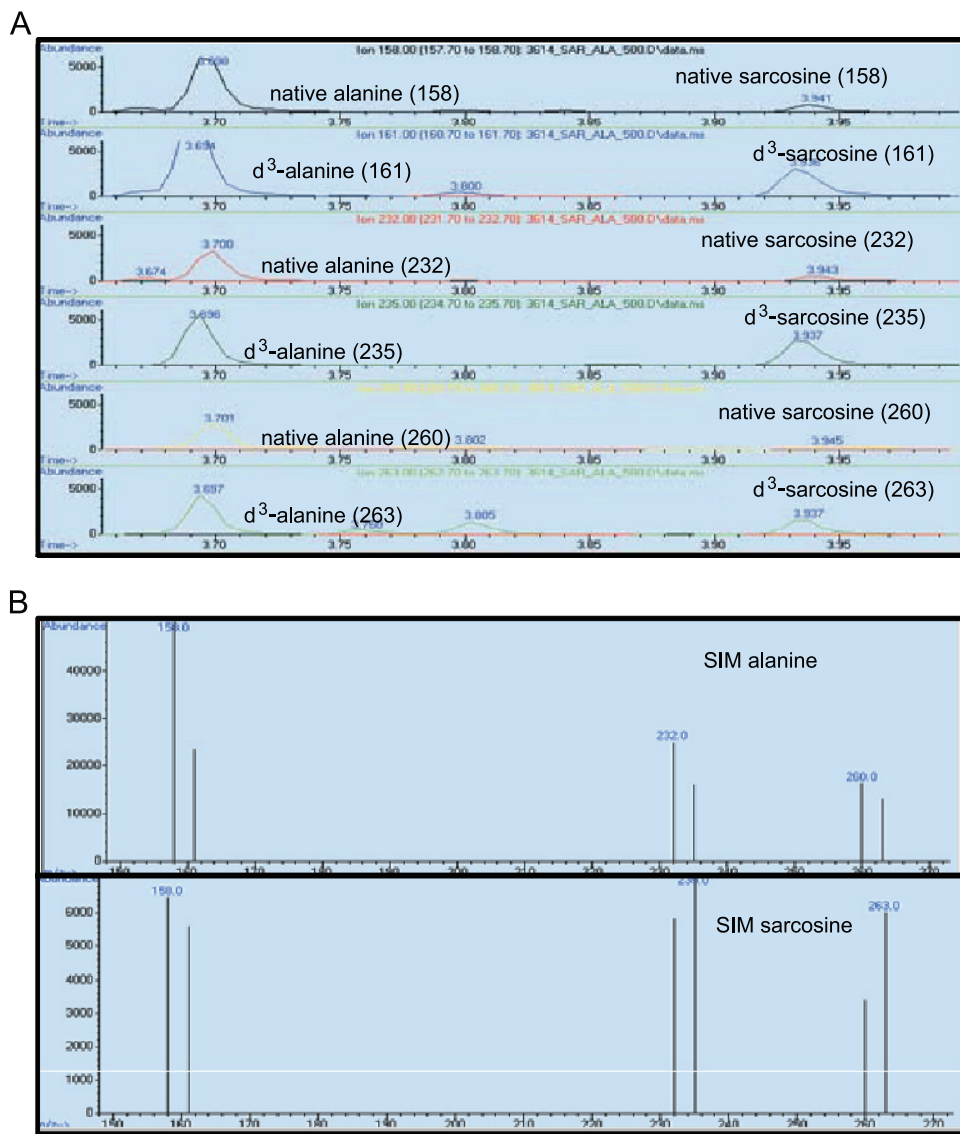 A
Abundance
Ion 158.00 (157.70 to 158.70): 3614_SAR_ALA_500.D\data.ms
5000
native alanine (158)
native sarcosine (158)
3.941
0
Time-->
3.70
3.75
3.80
3.85
3.90
3.95
Abundance
Ion 161.00 (160.70 to 161.70): 3614_SAR_ALA_500.D\data.ms
5000
3.694
d³-alanine (161)
3.800
d³-sarcosine (161)
3.936
0
Time-->
3.70
3.75
3.80
3.85
3.90
3.95
Abundance
Ion 232.00 (231.70 to 232.70): 3614_SAR_ALA_500.D\data.ms
5000
3.674
3.700
native alanine (232)
native sarcosine (232)
3.943
0
Time-->
3.70
3.75
3.80
3.85
3.90
3.95
Abundance
Ion 235.00 (234.70 to 235.70): 3614_SAR_ALA_500.D\data.ms
5000
3.696
d³-alanine (235)
d³-sarcosine (235)
3.937
0
Time-->
3.70
3.75
3.80
3.85
3.90
3.95
Abundance
5000
3.701
native alanine (260)
3.802
native sarcosine (260)
3.945
0
Time-->
3.70
3.75
3.80
3.85
3.90
3.95
Abundance
Ion 263.00 (262.70 to 263.70): 3614_SAR_ALA_500.D\data.ms
5000
3.697
d³-alanine (263)
3.805
d³-sarcosine (263)
3.937
0
Time-->
3.70
3.75
3.80
3.85
3.90
3.95
B
Abundance
158.0
SIM alanine
40000
30000
232.0
20000
260.0
10000
0
Abundance
158.0
SIM sarcosine
263.0
6000
5000
4000
3000
2000
1000
0
150
160
170
180
190
200
210
220
230
240
250
260
270